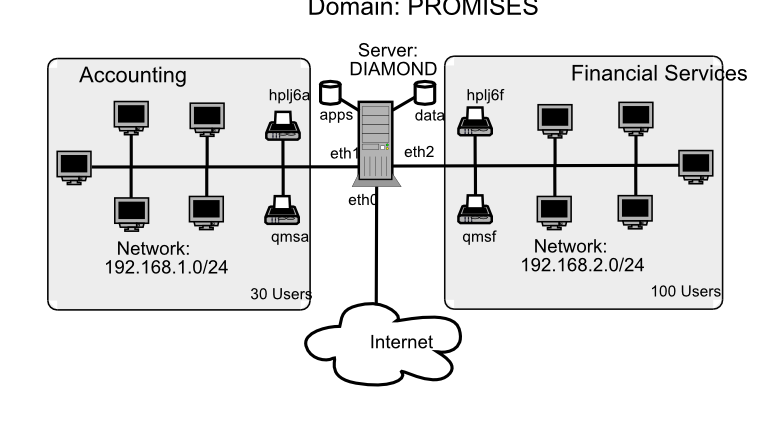 Domain: PROMISES
Server:
DIAMOND
Accounting
Financial Services
hplj6a
apps
data
hplj6f
eth1
eth2
eth0
qmsa
qmsf
Network:
192.168.1.0/24
Network:
192.168.2.0/24
30 Users
100 Users
Internet